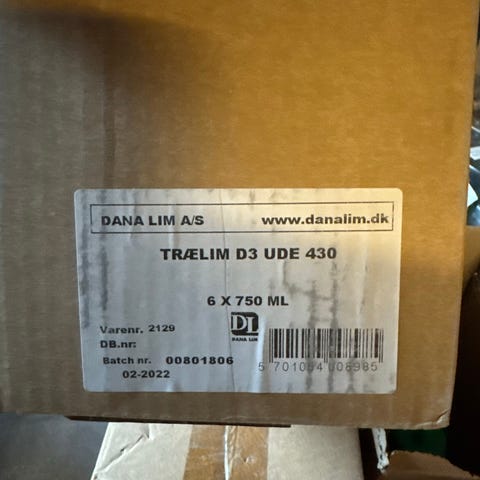 DANA LIM A/S www.danalim.dk
TRÆLIM D3 UDE 430
6 X 750 ML
DL
DANA LIM
Varenr. 2129
DB.nr:
Batch nr. 00801806
02-2022
5 701004 008985